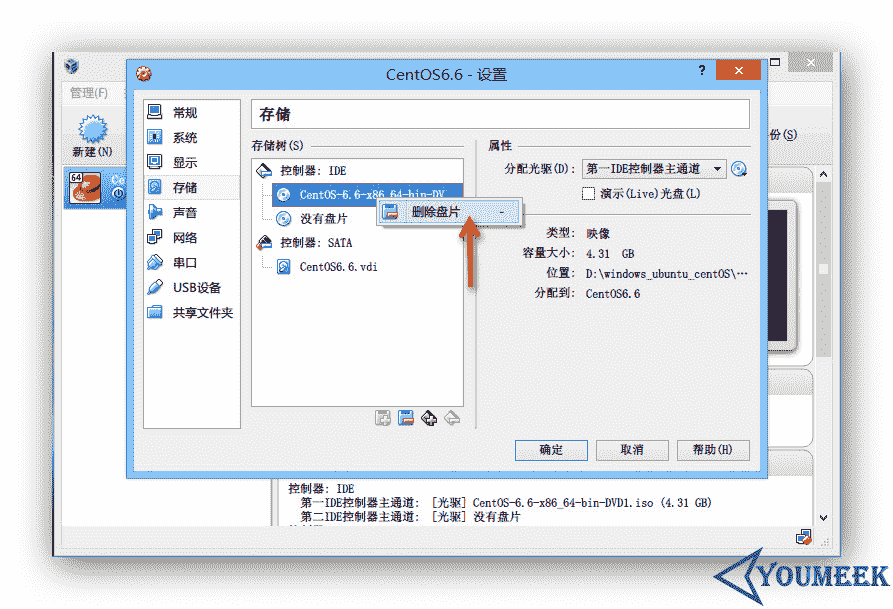 CentOS6.6 - 设置
?
管理(F)
新建(N)
64
Ce
份(S)
常规
系统
显示
存储
声音
网络
串口
USB设备
共享文件夹
存储
存储树(S)
控制器: IDE
CentOS-6.6-x86_64-bin-DV
没有盘片
控制器: SATA
CentOS6.6.vdi
删除盘片
-
属性
分配光驱(D): 第一IDE控制器主通道
演示(Live)光盘(L)
类型: 映像
容量大小: 4.31 GB
位置: D:\windows_ubuntu_centOS\···
分配到: CentOS6.6
确定
取消
帮助(H)
控制器: IDE
第一IDE控制器主通道: [光驱] CentOS-6.6-x86_64-bin-DVD1.iso (4.31 GB)
第二IDE控制器主通道: [光驱] 没有盘片
YOUMEEK